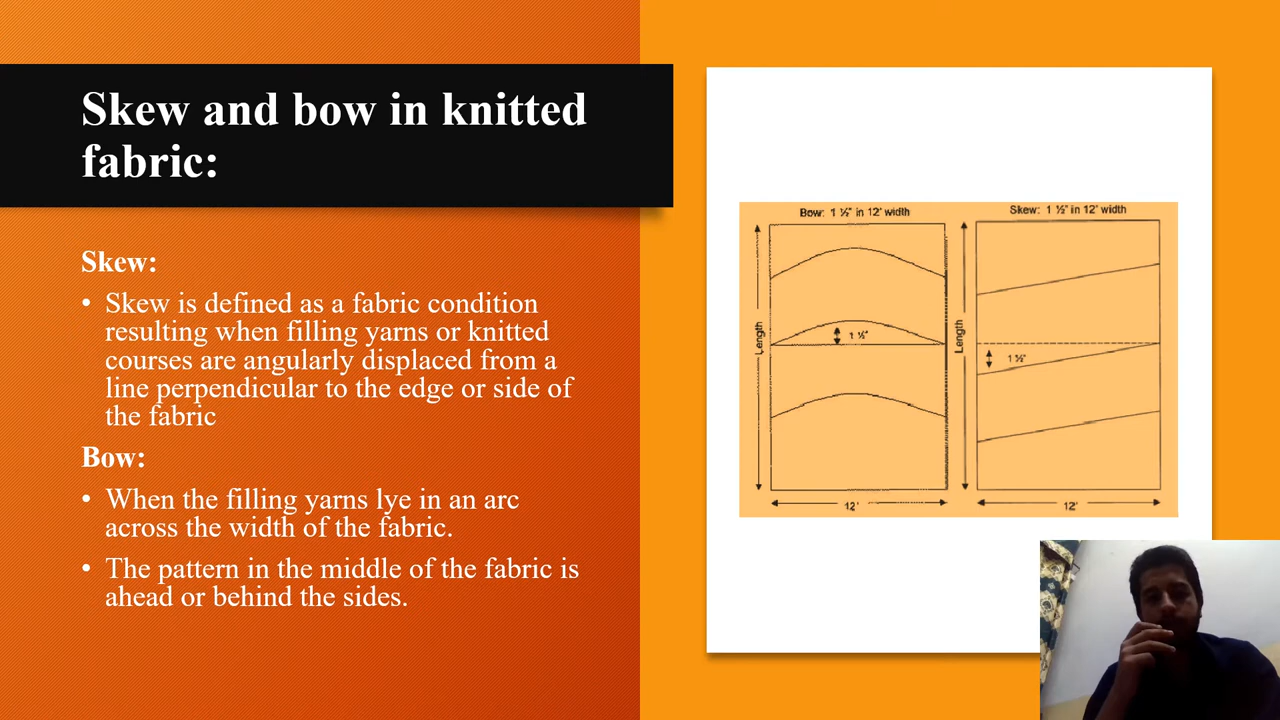 Skew and bow in knitted
fabric:
Skew:
• Skew is defined as a fabric condition
resulting when filling yarns or knitted
courses are angularly displaced from a
line perpendicular to the edge or side of
the fabric
Bow:
• When the filling yarns lye in an arc
across the width of the fabric.
• The pattern in the middle of the fabric is
ahead or behind the sides.
Bow: 1 ½" in 12' width
Length
1 ½"
12'
Skew: 1 ½" in 12' width
Length
1 ½"
12'